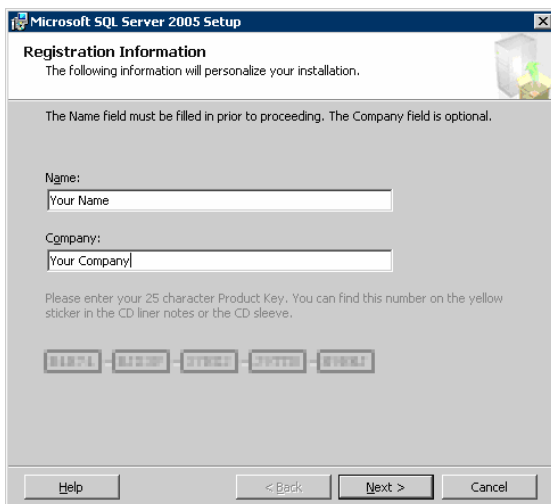 Microsoft SQL Server 2005 Setup
Registration Information
The following information will personalize your installation.
The Name field must be filled in prior to proceeding. The Company field is optional.
Name:
Your Name
Company:
Your Company
Please enter your 25 character Product Key. You can find this number on the yellow
sticker in the CD liner notes or the CD sleeve.
Help
< Back
Next >
Cancel